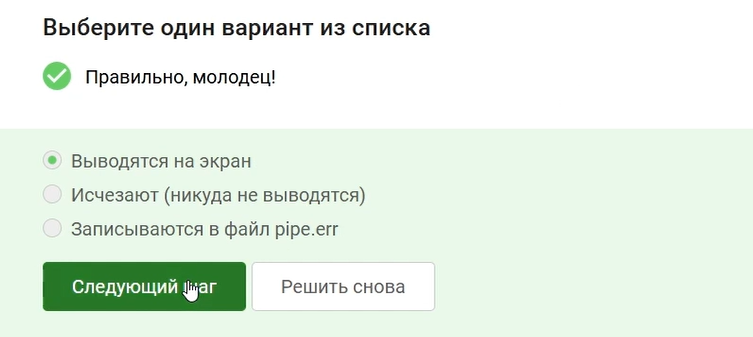 Выберите один вариант из списка
Правильно, молодец!
Выводятся на экран
Исчезают (никуда не выводятся)
Записываются в файл pipe.err
Следующий шаг Решить снова